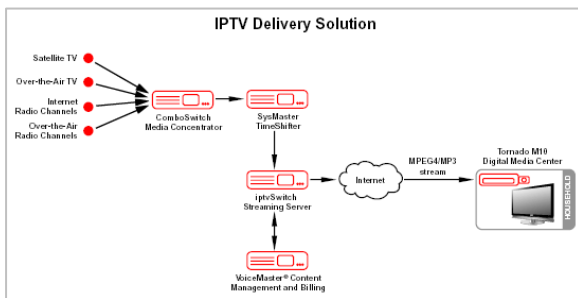 IPTV Delivery Solution
Satellite TV
Over-the-Air TV
Internet
Radio Channels
Over-the-Air
Radio Channels
ComboSwitch
Media Concentrator
SysMaster
TimeShifter
iptvSwitch
Streaming Server
VoiceMaster® Content
Management and Billing
Internet
MPEG4/MP3
stream
Tornado M10
Digital Media Center
HOUSEHOLD